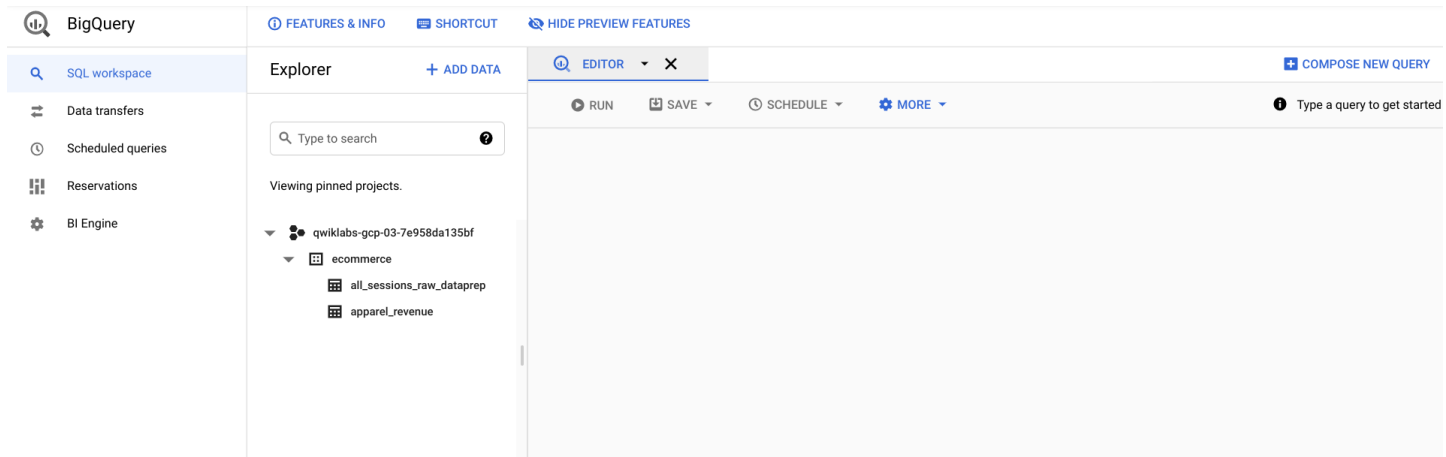 BigQuery
FEATURES & INFO
SHORTCUT
HIDE PREVIEW FEATURES
SQL workspace
Data transfers
Scheduled queries
Reservations
BI Engine
Explorer
+ ADD DATA
Type to search
Viewing pinned projects.
qwiklabs-gcp-03-7e958da135bf
ecommerce
all_sessions_raw_dataprep
apparel_revenue
EDITOR
COMPOSE NEW QUERY
RUN
SAVE
SCHEDULE
MORE
Type a query to get started